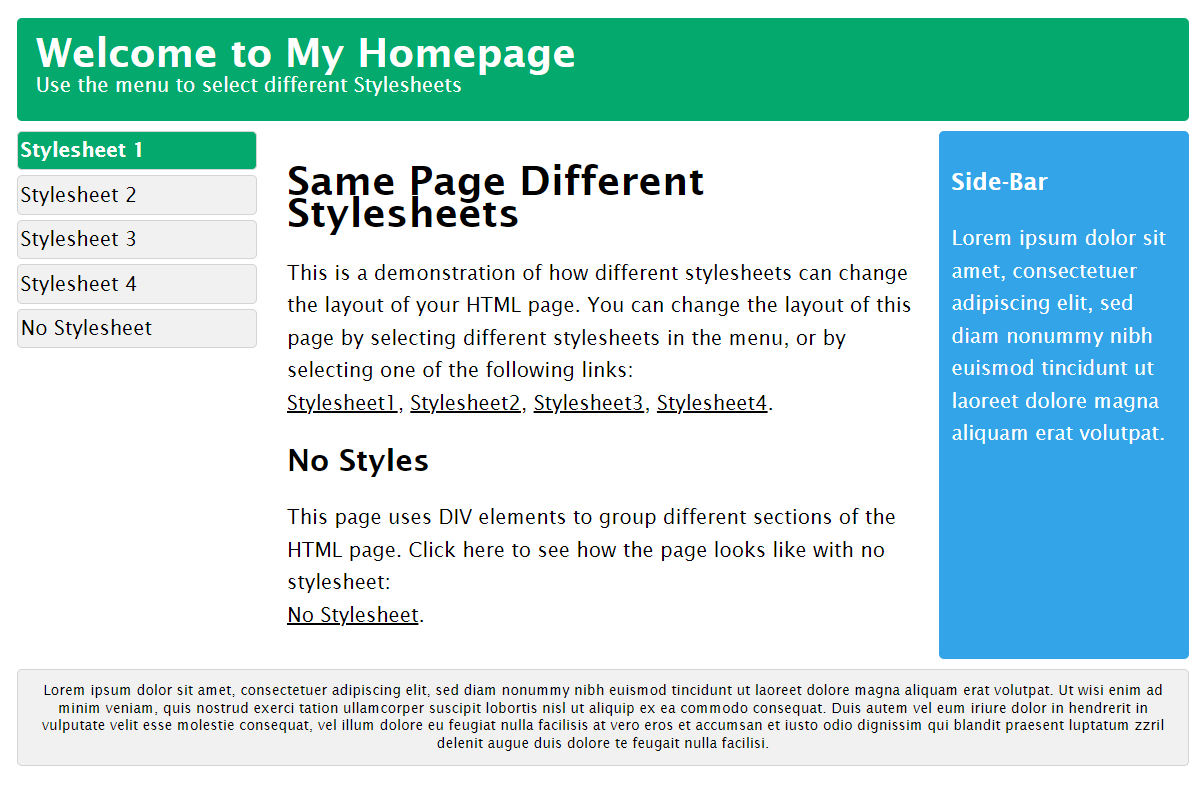 Welcome to My Homepage
Use the menu to select different Stylesheets
Stylesheet 1
Stylesheet 2
Stylesheet 3
Stylesheet 4
No Stylesheet
Same Page Different
Stylesheets
This is a demonstration of how different stylesheets can change
the layout of your HTML page. You can change the layout of this
page by selecting different stylesheets in the menu, or by
selecting one of the following links:
Stylesheet1, Stylesheet2, Stylesheet3, Stylesheet4.
No Styles
This page uses DIV elements to group different sections of the
HTML page. Click here to see how the page looks like with no
stylesheet:
No Stylesheet.
Side-Bar
Lorem ipsum dolor sit
amet, consectetuer
adipiscing elit, sed
diam nonummy nibh
euismod tincidunt ut
laoreet dolore magna
aliquam erat volutpat.
Lorem ipsum dolor sit amet, consectetuer adipiscing elit, sed diam nonummy nibh euismod tincidunt ut laoreet dolore magna aliquam erat volutpat. Ut wisi enim ad
minim veniam, quis nostrud exerci tation ullamcorper suscipit lobortis nisl ut aliquip ex ea commodo consequat. Duis autem vel eum iriure dolor in hendrerit in
vulputate velit esse molestie consequat, vel illum dolore eu feugiat nulla facilisis at vero eros et accumsan et iusto odio dignissim qui blandit praesent luptatum zzril
delenit augue duis dolore te feugait nulla facilisi.